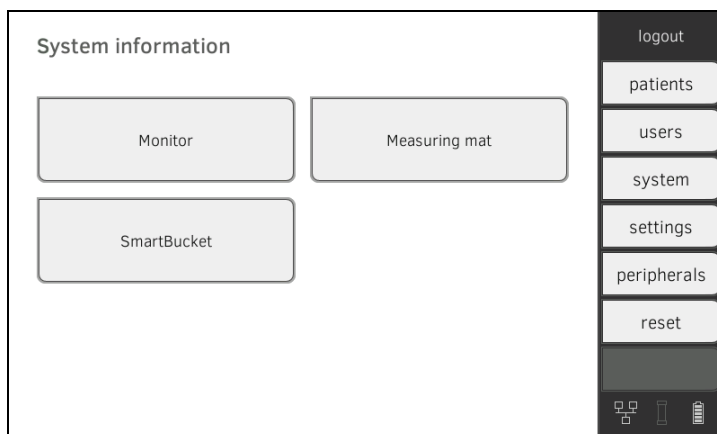 System information
Monitor
Measuring mat
SmartBucket
logout
patients
users
system
settings
peripherals
reset